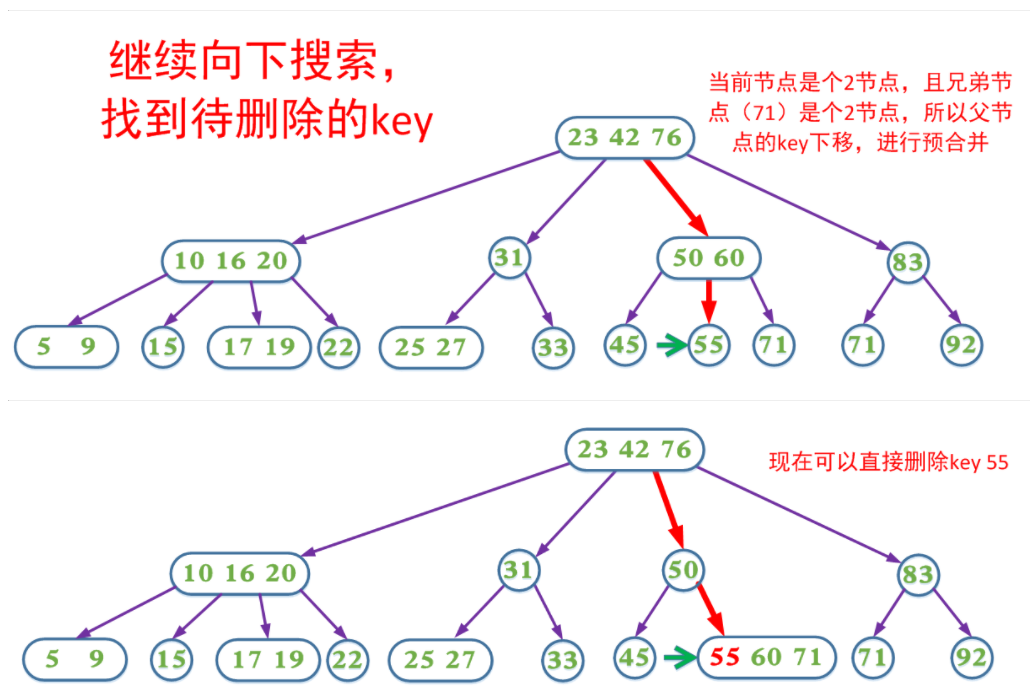 继续向下搜索，
找到待删除的key
当前节点是个2节点，且兄弟节
点（71）是个2节点，所以父节
点的key下移，进行预合并
23 42 76
10 16 20
31
50 60
83
5 9
15
17 19
22
25 27
33
45
55
71
71
92
23 42 76
现在可以直接删除key 55
10 16 20
31
50
83
5 9
15
17 19
22
25 27
33
45
55 60 71
71
92